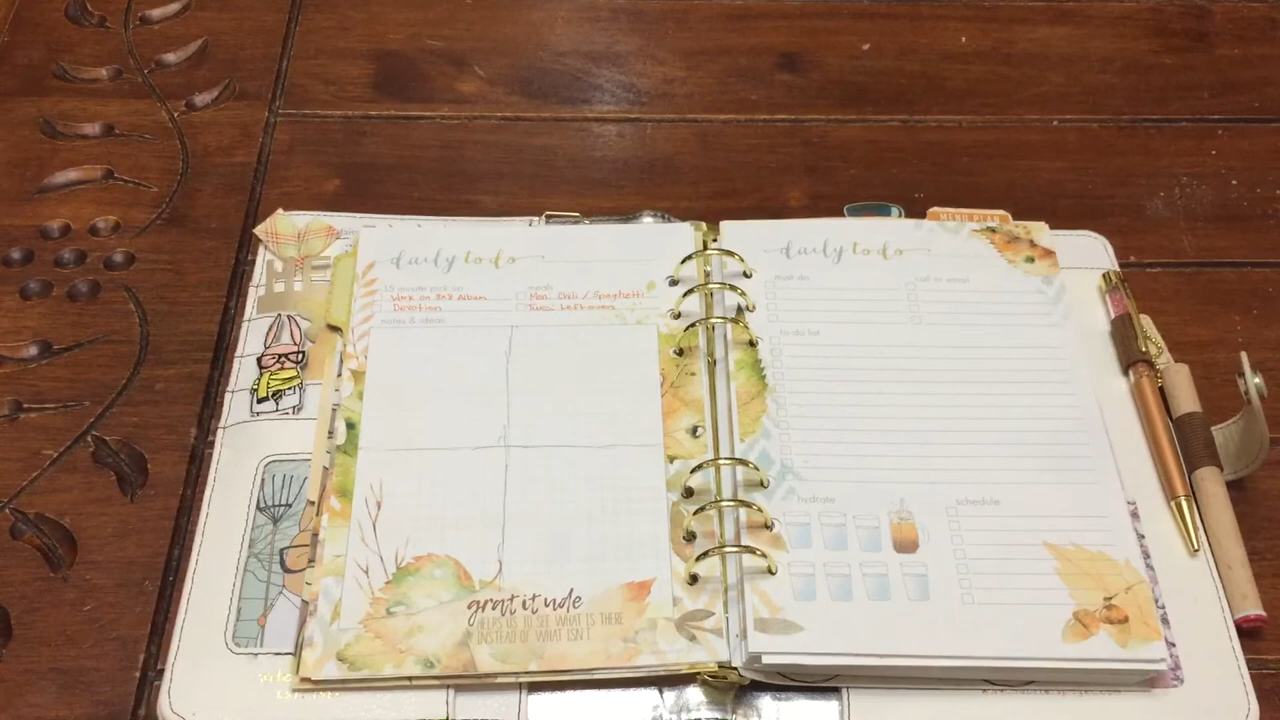 MENU PLAN
daily to do
15 minute pick up
meals
Work on 8x8 Album
Mon: Chili / Spaghetti
Devotion
Tues: Leftovers
notes & ideas
gratitude
HELPS US TO SEE WHAT IS THERE
INSTEAD OF WHAT ISN'T
daily to do
must do
call or email
to-do list
hydrate
schedule